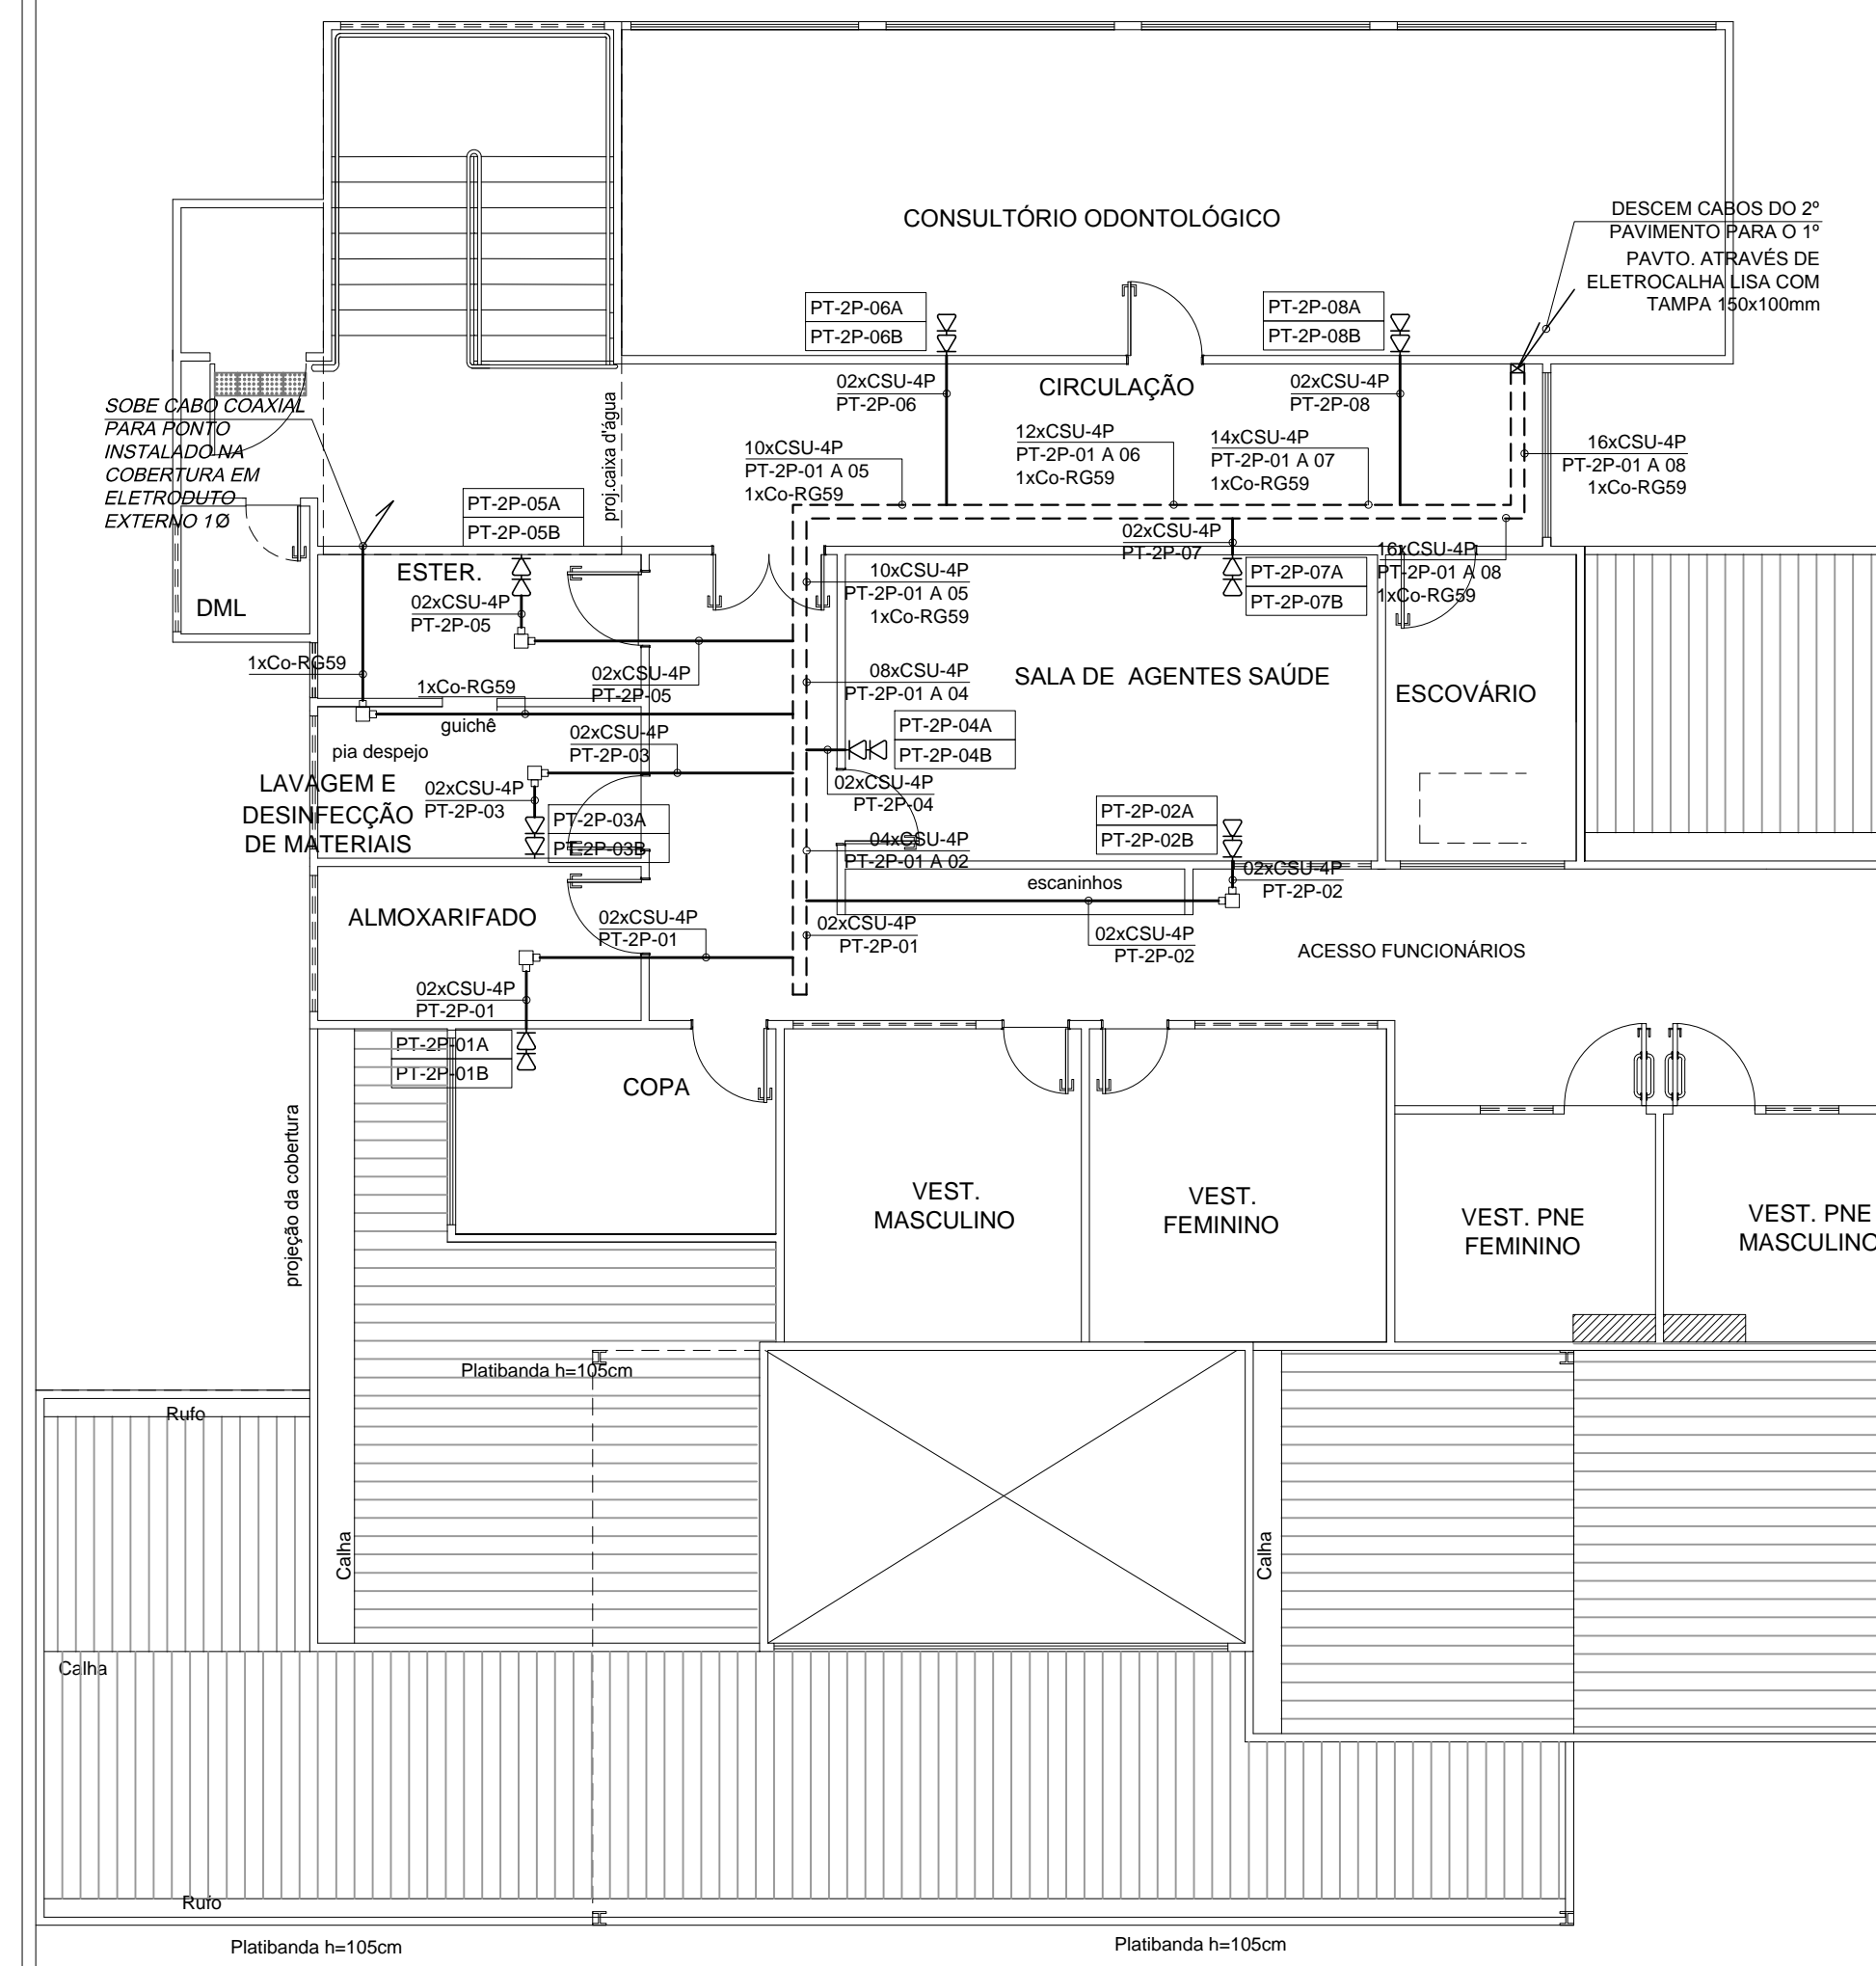 CONSULTÓRIO ODONTOLÓGICO
DESCEM CABOS DO 2º
PAVIMENTO PARA O 1º
PAVTO. ATRAVÉS DE
ELETROCALHA LISA COM
TAMPA 150x100mm
PT-2P-06A
PT-2P-06B
PT-2P-08A
PT-2P-08B
CIRCULAÇÃO
02xCSU-4P
PT-2P-06
02xCSU-4P
PT-2P-08
SOBE CABO COAXIAL
PARA PONTO
INSTALADO NA
COBERTURA EM
ELETRODUTO
EXTERNO 1Ø
proj.caixa d'água
10xCSU-4P
PT-2P-01 A 05
1xCo-RG59
12xCSU-4P
PT-2P-01 A 06
1xCo-RG59
14xCSU-4P
PT-2P-01 A 07
1xCo-RG59
16xCSU-4P
PT-2P-01 A 08
1xCo-RG59
PT-2P-05A
PT-2P-05B
02xCSU-4P
PT-2P-07
16xCSU-4P
PT-2P-01 A 08
1xCo-RG59
ESTER.
02xCSU-4P
PT-2P-05
10xCSU-4P
PT-2P-01 A 05
1xCo-RG59
PT-2P-07A
PT-2P-07B
DML
1xCo-RG59
1xCo-RG59
02xCSU-4P
PT-2P-05
08xCSU-4P
PT-2P-01 A 04
SALA DE  AGENTES SAÚDE
ESCOVÁRIO
guichê
pia despejo
02xCSU-4P
PT-2P-03
PT-2P-04A
PT-2P-04B
LAVAGEM E
DESINFECÇÃO
DE MATERIAIS
02xCSU-4P
PT-2P-03
PT-2P-03A
PT-2P-03B
02xCSU-4P
PT-2P-04
04xCSU-4P
PT-2P-01 A 02
PT-2P-02A
PT-2P-02B
02xCSU-4P
PT-2P-02
escaninhos
ALMOXARIFADO
02xCSU-4P
PT-2P-01
02xCSU-4P
PT-2P-01
02xCSU-4P
PT-2P-02
ACESSO FUNCIONÁRIOS
02xCSU-4P
PT-2P-01
PT-2P-01A
PT-2P-01B
COPA
projeção da cobertura
VEST.
MASCULINO
VEST.
FEMININO
VEST. PNE
FEMININO
VEST. PNE
MASCULINO
Platibanda h=105cm
Rufo
Calha
Calha
Calha
Rufo
Platibanda h=105cm
Platibanda h=105cm